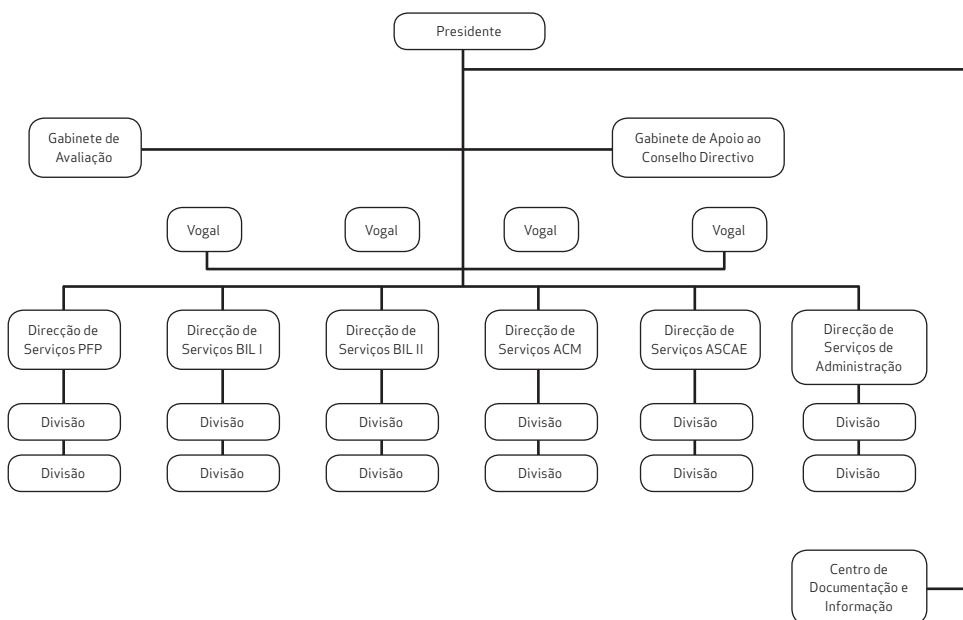 Presidente
Gabinete de
Avaliação
Gabinete de Apoio ao
Conselho Directivo
Vogal
Vogal
Vogal
Vogal
Direcção de
Serviços PFP
Direcção de
Serviços BIL I
Direcção de
Serviços BIL II
Direcção de
Serviços ACM
Direcção de
Serviços ASCAE
Direcção de
Serviços de
Administração
Divisão
Divisão
Divisão
Divisão
Divisão
Divisão
Divisão
Divisão
Divisão
Divisão
Divisão
Divisão
Centro de
Documentação e
Informação